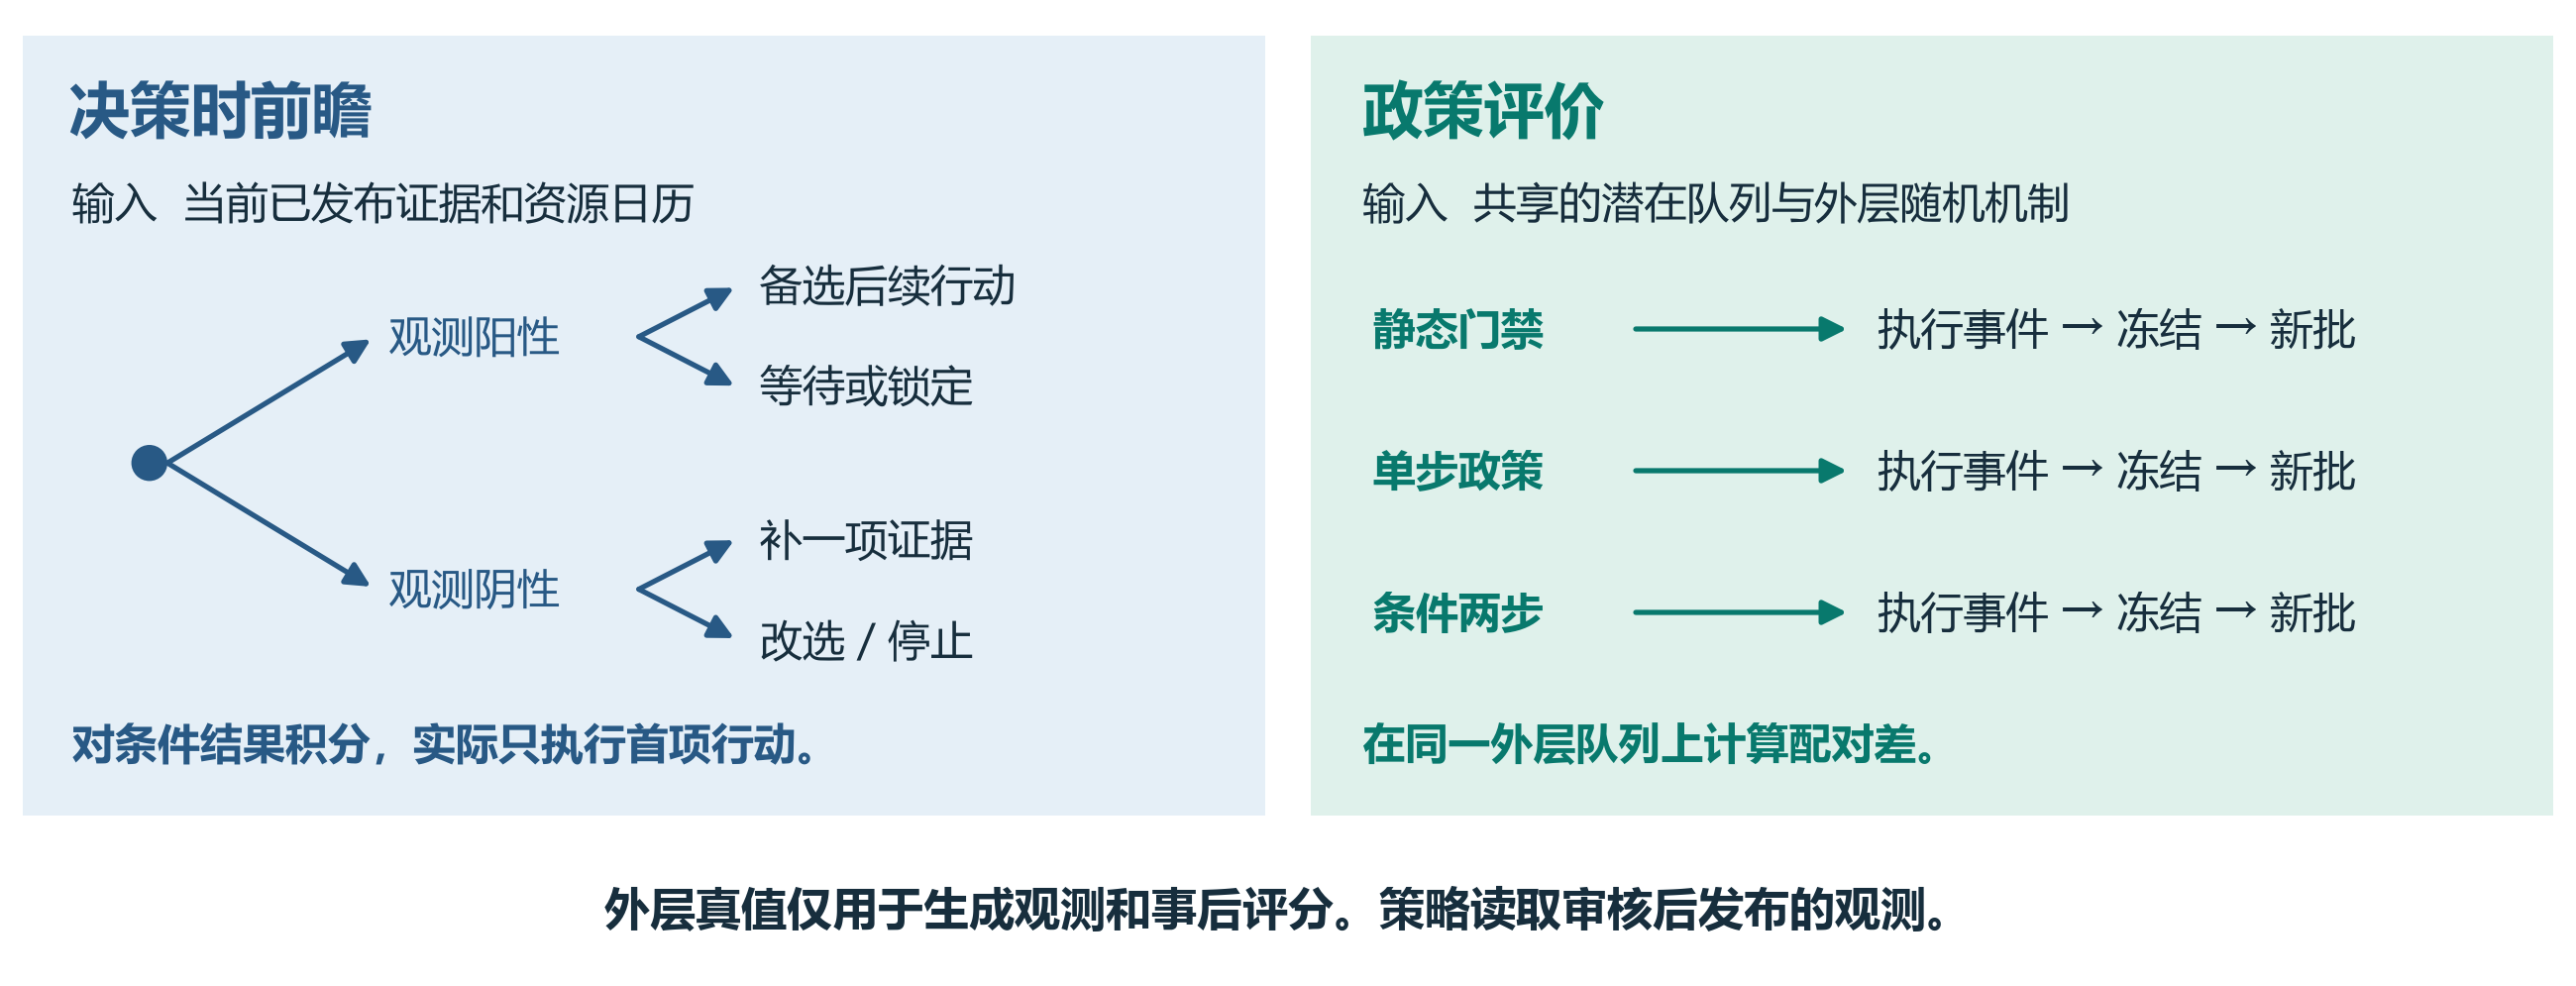 决策时前瞻
输入 当前已发布证据和资源日历
观测阳性
备选后续行动
等待或锁定
观测阴性
补一项证据
改选 / 停止
对条件结果积分，实际只执行首项行动。
政策评价
输入 共享的潜在队列与外层随机机制
静态门禁 执行事件 → 冻结 → 新批
单步政策 执行事件 → 冻结 → 新批
条件两步 执行事件 → 冻结 → 新批
在同一外层队列上计算配对差。
外层真值仅用于生成观测和事后评分。策略读取审核后发布的观测。